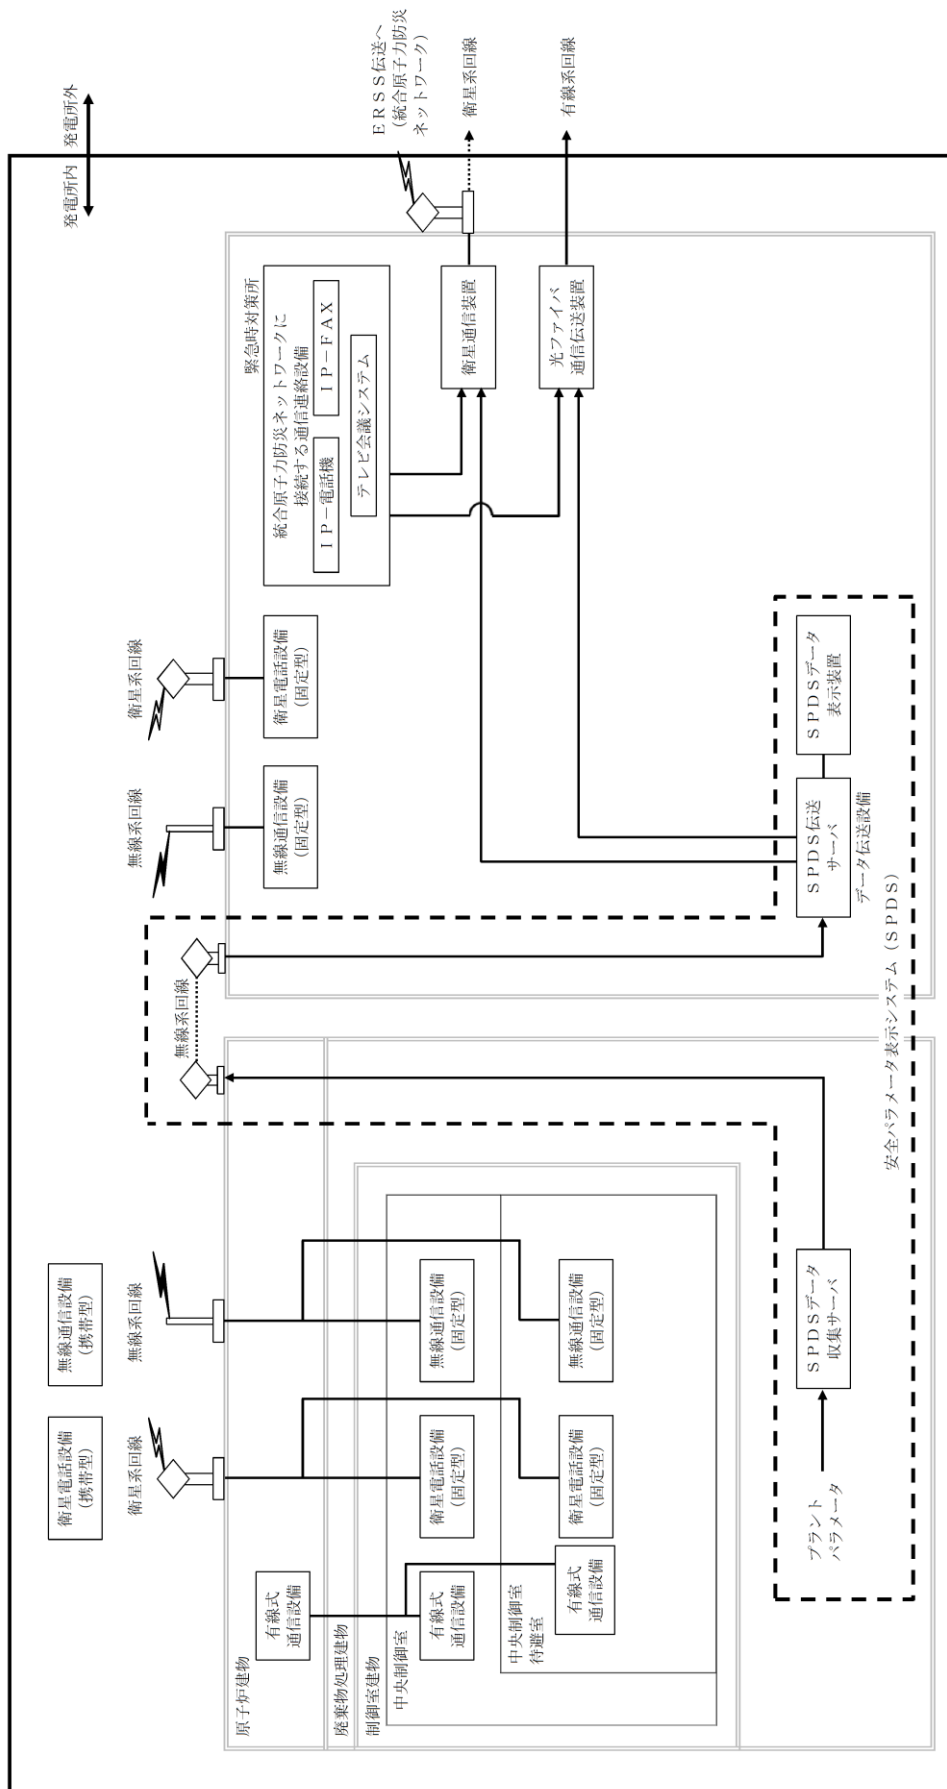 発電所内
発電所外
衛星電話設備
(携帯型)
無線通信設備
(携帯型)
衛星系回線
無線系回線
無線系回線
無線系回線
衛星系回線
ERSS伝送へ
(統合原子力防災
ネットワーク)
衛星系回線
有線系回線
原子炉建物
有線式
通信設備
廃棄物処理建物
制御室建物
中央制御室
有線式
通信設備
衛星電話設備
(固定型)
無線通信設備
(固定型)
中央制御室
待避室
有線式
通信設備
衛星電話設備
(固定型)
無線通信設備
(固定型)
プラント
パラメータ
SPDSデータ
収集サーバ
無線通信設備
(固定型)
衛星電話設備
(固定型)
緊急時対策所
統合原子力防災ネットワークに
接続する通信連絡設備
IP-電話機
IP-FAX
テレビ会議システム
衛星通信装置
光ファイバ
通信伝送装置
SPDS伝送
サーバ
データ伝送設備
SPDSデータ
表示装置
安全パラメータ表示システム(SPDS)